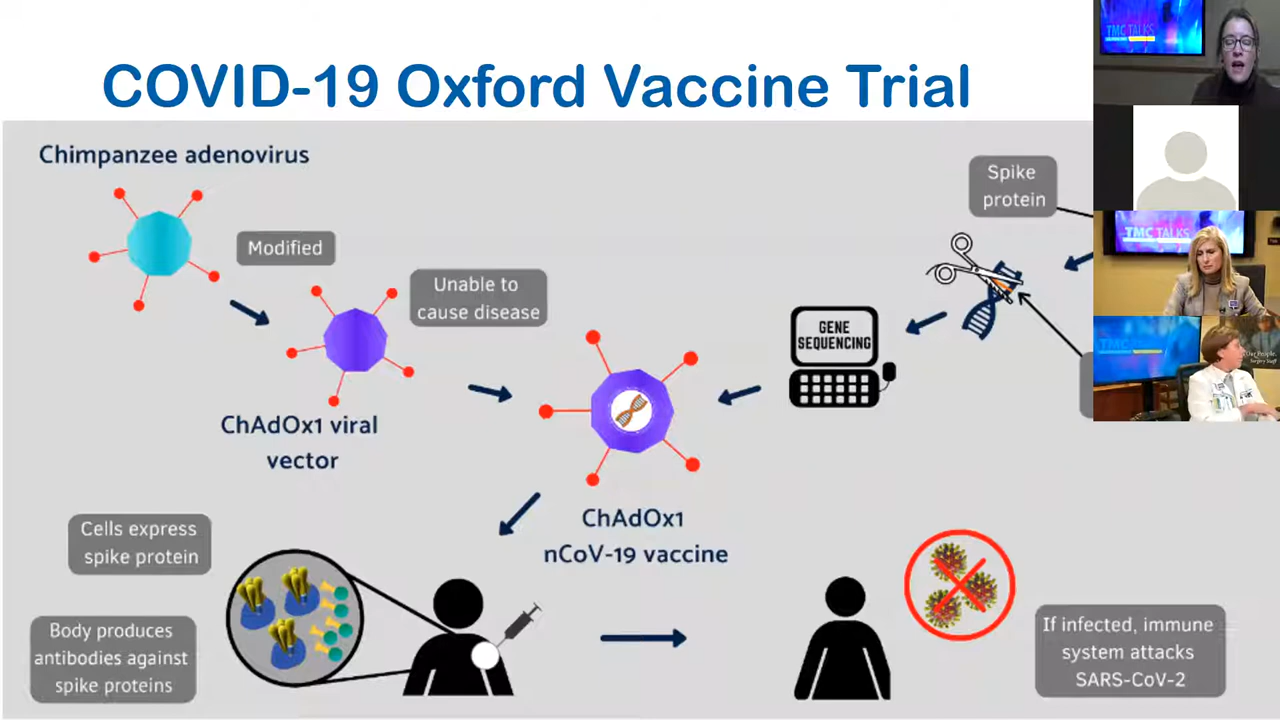 COVID-19 Oxford Vaccine Trial
Chimpanzee adenovirus
Modified
Unable to
cause disease
ChAdOx1 viral
vector
Spike
protein
GENE
SEQUENCING
ChAdOx1
nCoV-19 vaccine
Cells express
spike protein
Body produces
antibodies against
spike proteins
If infected, immune
system attacks
SARS-CoV-2
TMC TALKS
TMC TALKS
TMC
Our People,